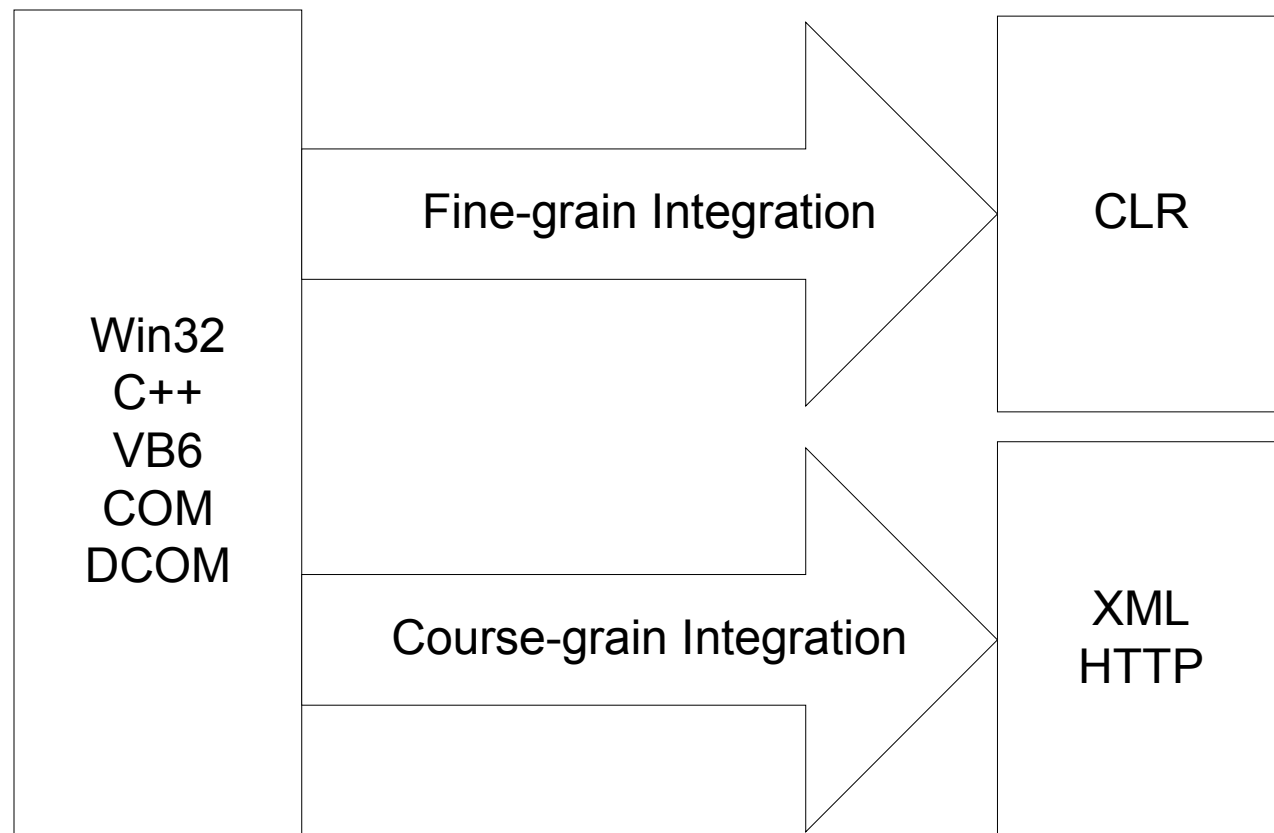 Win32
C++
VB6
COM
DCOM
Fine-grain Integration
CLR
Course-grain Integration
XML
HTTP